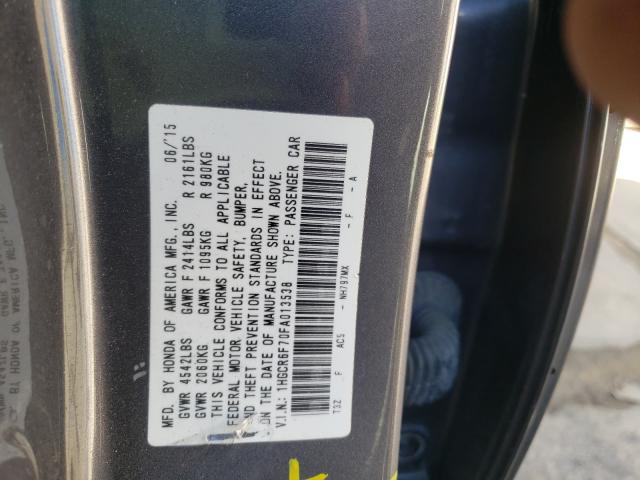 MFD. BY HONDA OF AMERICA MFG., INC. 06/15
GVWR 4542LBS GAWR F 2414LBS R 2161LBS
GVWR 2060KG GAWR F 1095KG R 980KG
THIS VEHICLE CONFORMS TO ALL APPLICABLE
FEDERAL MOTOR VEHICLE SAFETY, BUMPER,
AND THEFT PREVENTION STANDARDS IN EFFECT
ON THE DATE OF MANUFACTURE SHOWN ABOVE.
V.I.N.: 1HGCR6F70FA013538 TYPE: PASSENGER CAR
T3Z F AC5 NH797MX F A